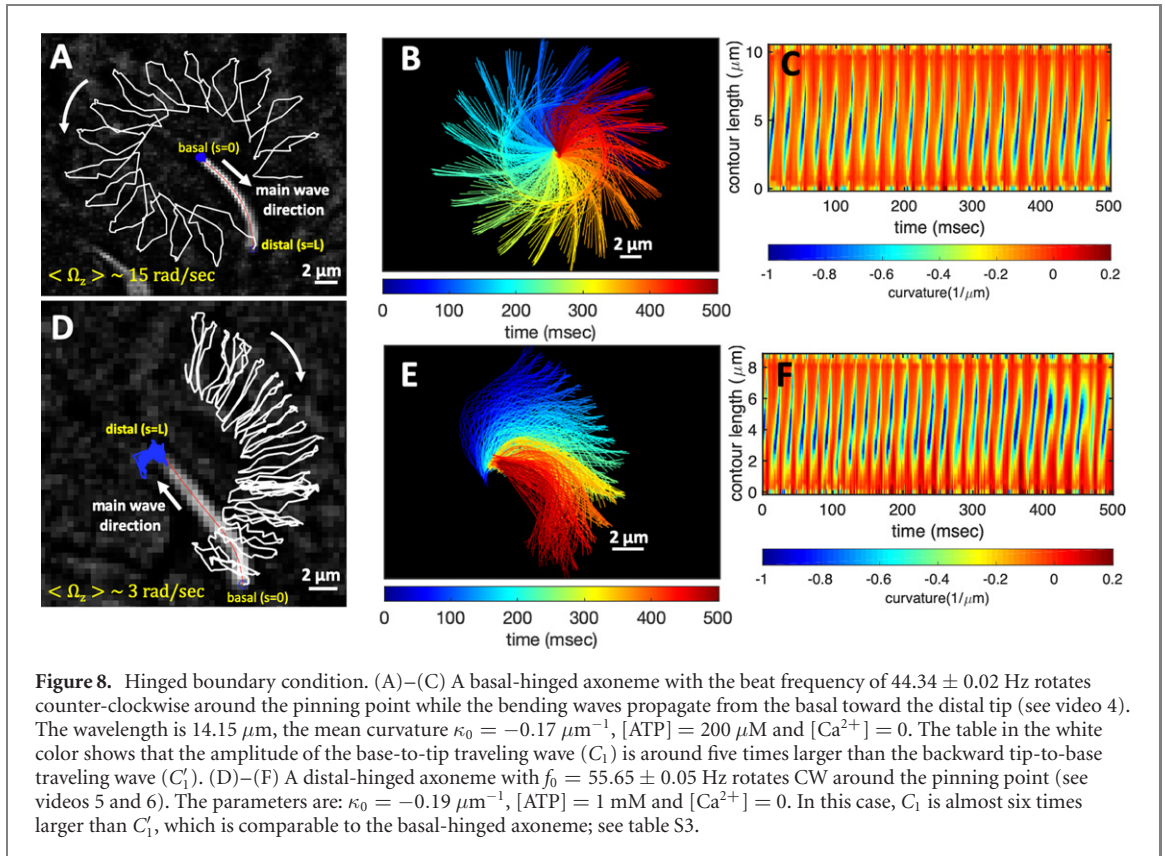 A
basal (s=0)
main wave
direction
distal (s=L)
< Ω_z > ~ 15 rad/sec
2 μm
B
2 μm
0 100 200 300 400 500
time (msec)
C
contour length (μm)
10
5
0
100 200 300 400 500
time (msec)
-1 -0.8 -0.6 -0.4 -0.2 0 0.2
curvature(1/μm)
D
distal (s=L)
main wave
direction
< Ω_z > ~ 3 rad/sec
basal (s=0)
2 μm
E
2 μm
0 100 200 300 400 500
time (msec)
F
contour length (μm)
8
6
4
2
0
0 100 200 300 400 500
time (msec)
-1 -0.8 -0.6 -0.4 -0.2 0 0.2
curvature(1/μm)
Figure 8. Hinged boundary condition. (A)–(C) A basal-hinged axoneme with the beat frequency of 44.34 ± 0.02 Hz rotates
counter-clockwise around the pinning point while the bending waves propagate from the basal toward the distal tip (see video 4).
The wavelength is 14.15 μm, the mean curvature κ₀ = −0.17 μm⁻¹, [ATP] = 200 μM and [Ca²⁺] = 0. The table in the white
color shows that the amplitude of the base-to-tip traveling wave (C₁) is around five times larger than the backward tip-to-base
traveling wave (C′₁). (D)–(F) A distal-hinged axoneme with f₀ = 55.65 ± 0.05 Hz rotates CW around the pinning point (see
videos 5 and 6). The parameters are: κ₀ = −0.19 μm⁻¹, [ATP] = 1 mM and [Ca²⁺] = 0. In this case, C₁ is almost six times
larger than C′₁, which is comparable to the basal-hinged axoneme; see table S3.